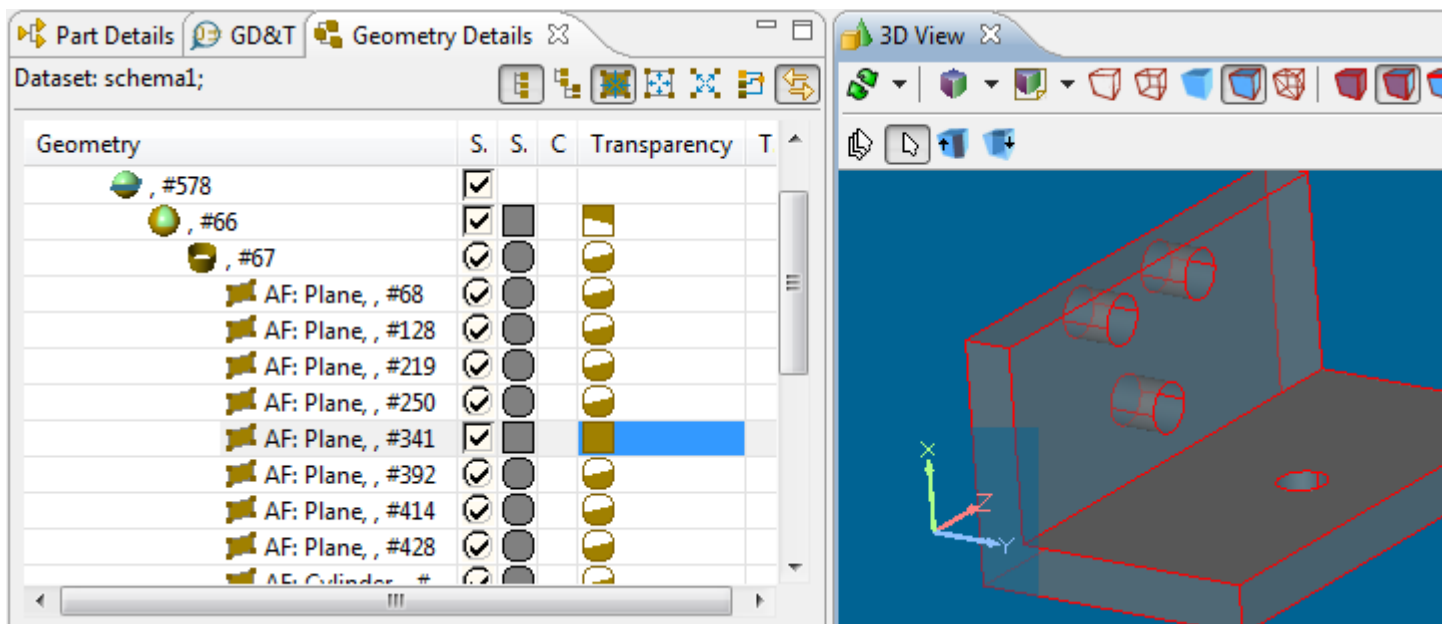 Part Details GD&T Geometry Details
Dataset: schema1;
Geometry S. S. C Transparency T
, #578
, #66
, #67
AF: Plane, , #68
AF: Plane, , #128
AF: Plane, , #219
AF: Plane, , #250
AF: Plane, , #341
AF: Plane, , #392
AF: Plane, , #414
AF: Plane, , #428
AF: Cylinder, , #
3D View
X
Z
Y